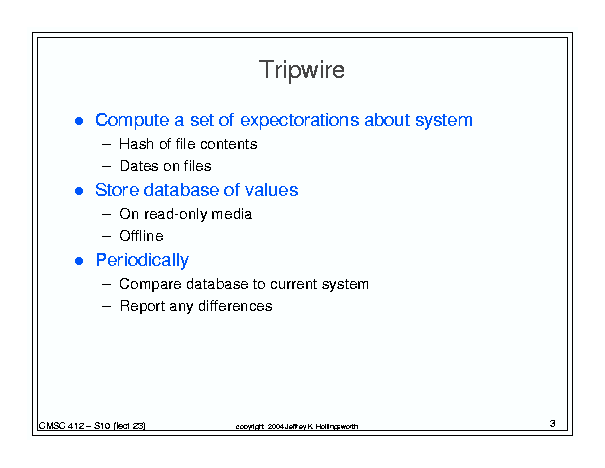 Tripwire
● Compute a set of expectorations about system
– Hash of file contents
– Dates on files
● Store database of values
– On read-only media
– Offline
● Periodically
– Compare database to current system
– Report any differences
CMSC 412 – S10 (lect 23)
copyright 2004 Jeffrey K. Hollingsworth
3